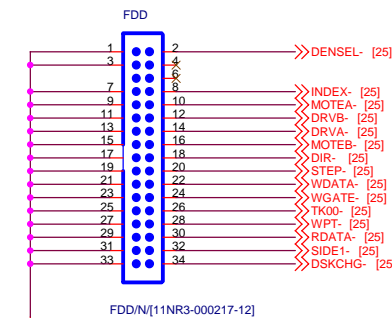 FDD
1 2 DENSEL- [25]
3 4
6
7 8 INDEX- [25]
9 10 MOTEA- [25]
11 12 DRVB- [25]
13 14 DRVA- [25]
15 16 MOTEB- [25]
17 18 DIR- [25]
19 20 STEP- [25]
21 22 WDATA- [25]
23 24 WGATE- [25]
25 26 TK00- [25]
27 28 WPT- [25]
29 30 RDATA- [25]
31 32 SIDE1- [25]
33 34 DSKCHG- [25
FDD/N/[11NR3-000217-12]